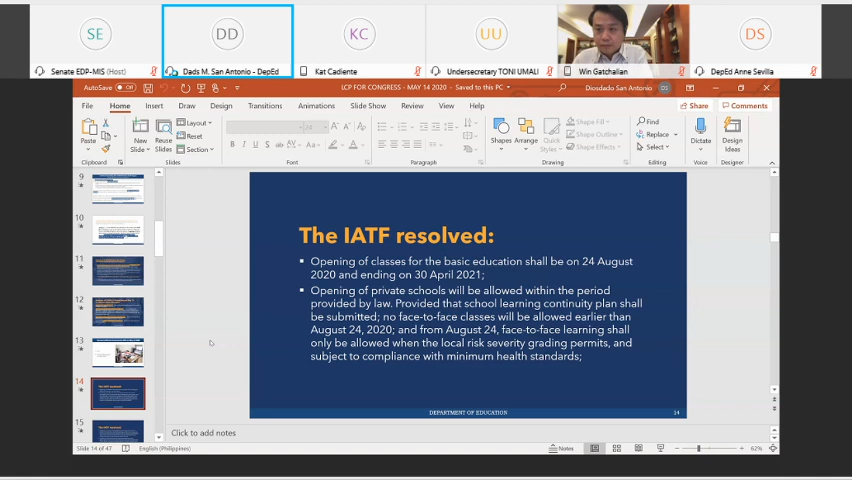 SE
DD
KC
UU
DS
Senate EDP-MIS (Host)
Dads M. San Antonio - DepEd
Kat Cadiente
Undersecretary TONI UMALI
Win Gatchalian
DepEd Anne Sevilla
AutoSave Off
LCP FOR CONGRESS - MAY 14 2020 - Saved to this PC
Diosdado San Antonio DS
File Home Insert Draw Design Transitions Animations Slide Show Review View Help Share Comments
Paste
New Slide
Reuse Slides
Layout
Reset
Section
Shapes
Arrange
Quick Styles
Shape Fill
Shape Outline
Shape Effects
Find
Replace
Select
Dictate
Design Ideas
Clipboard Slides Font Paragraph Drawing Editing Voice Designer
9
10
11
12
13
14
15
The IATF resolved:
▪ Opening of classes for the basic education shall be on 24 August
2020 and ending on 30 April 2021;
▪ Opening of private schools will be allowed within the period
provided by law. Provided that school learning continuity plan shall
be submitted; no face-to-face classes will be allowed earlier than
August 24, 2020; and from August 24, face-to-face learning shall
only be allowed when the local risk severity grading permits, and
subject to compliance with minimum health standards;
DEPARTMENT OF EDUCATION 14
Click to add notes
Slide 14 of 47 English (Philippines) Notes 62%